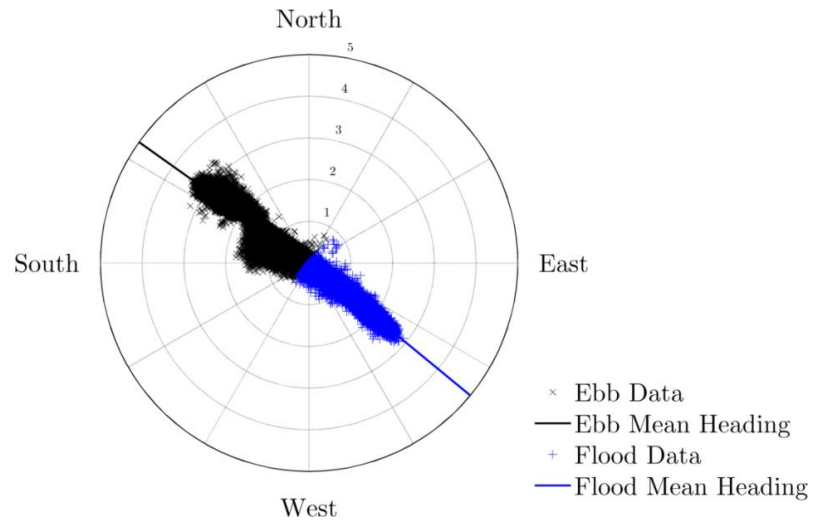 North
5
4
3
2
1
South
East
West
Ebb Data
Ebb Mean Heading
Flood Data
Flood Mean Heading